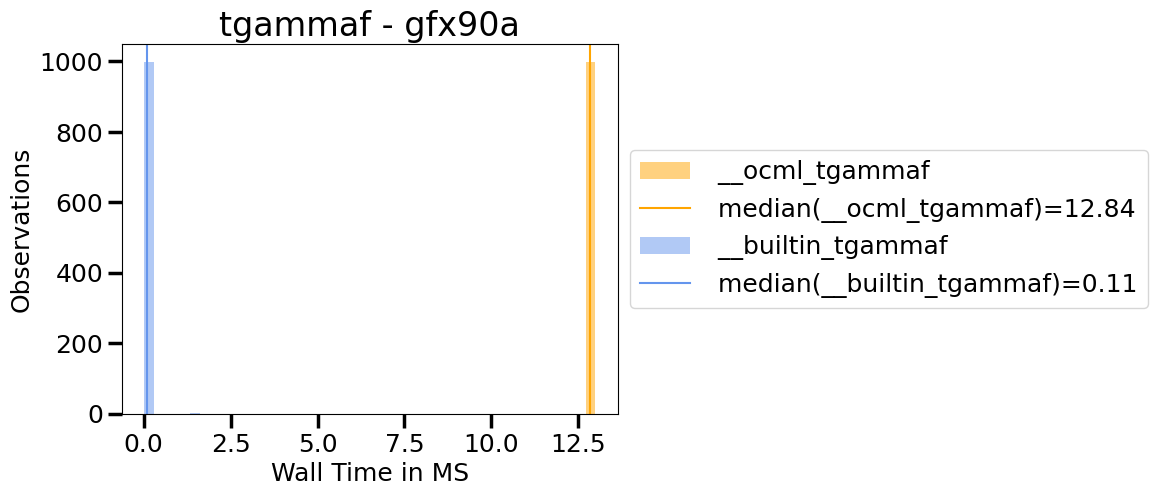 tgammaf - gfx90a
1000
800
600
400
200
0
Observations
0.0 2.5 5.0 7.5 10.0 12.5
Wall Time in MS
__ocml_tgammaf
median(__ocml_tgammaf)=12.84
__builtin_tgammaf
median(__builtin_tgammaf)=0.11